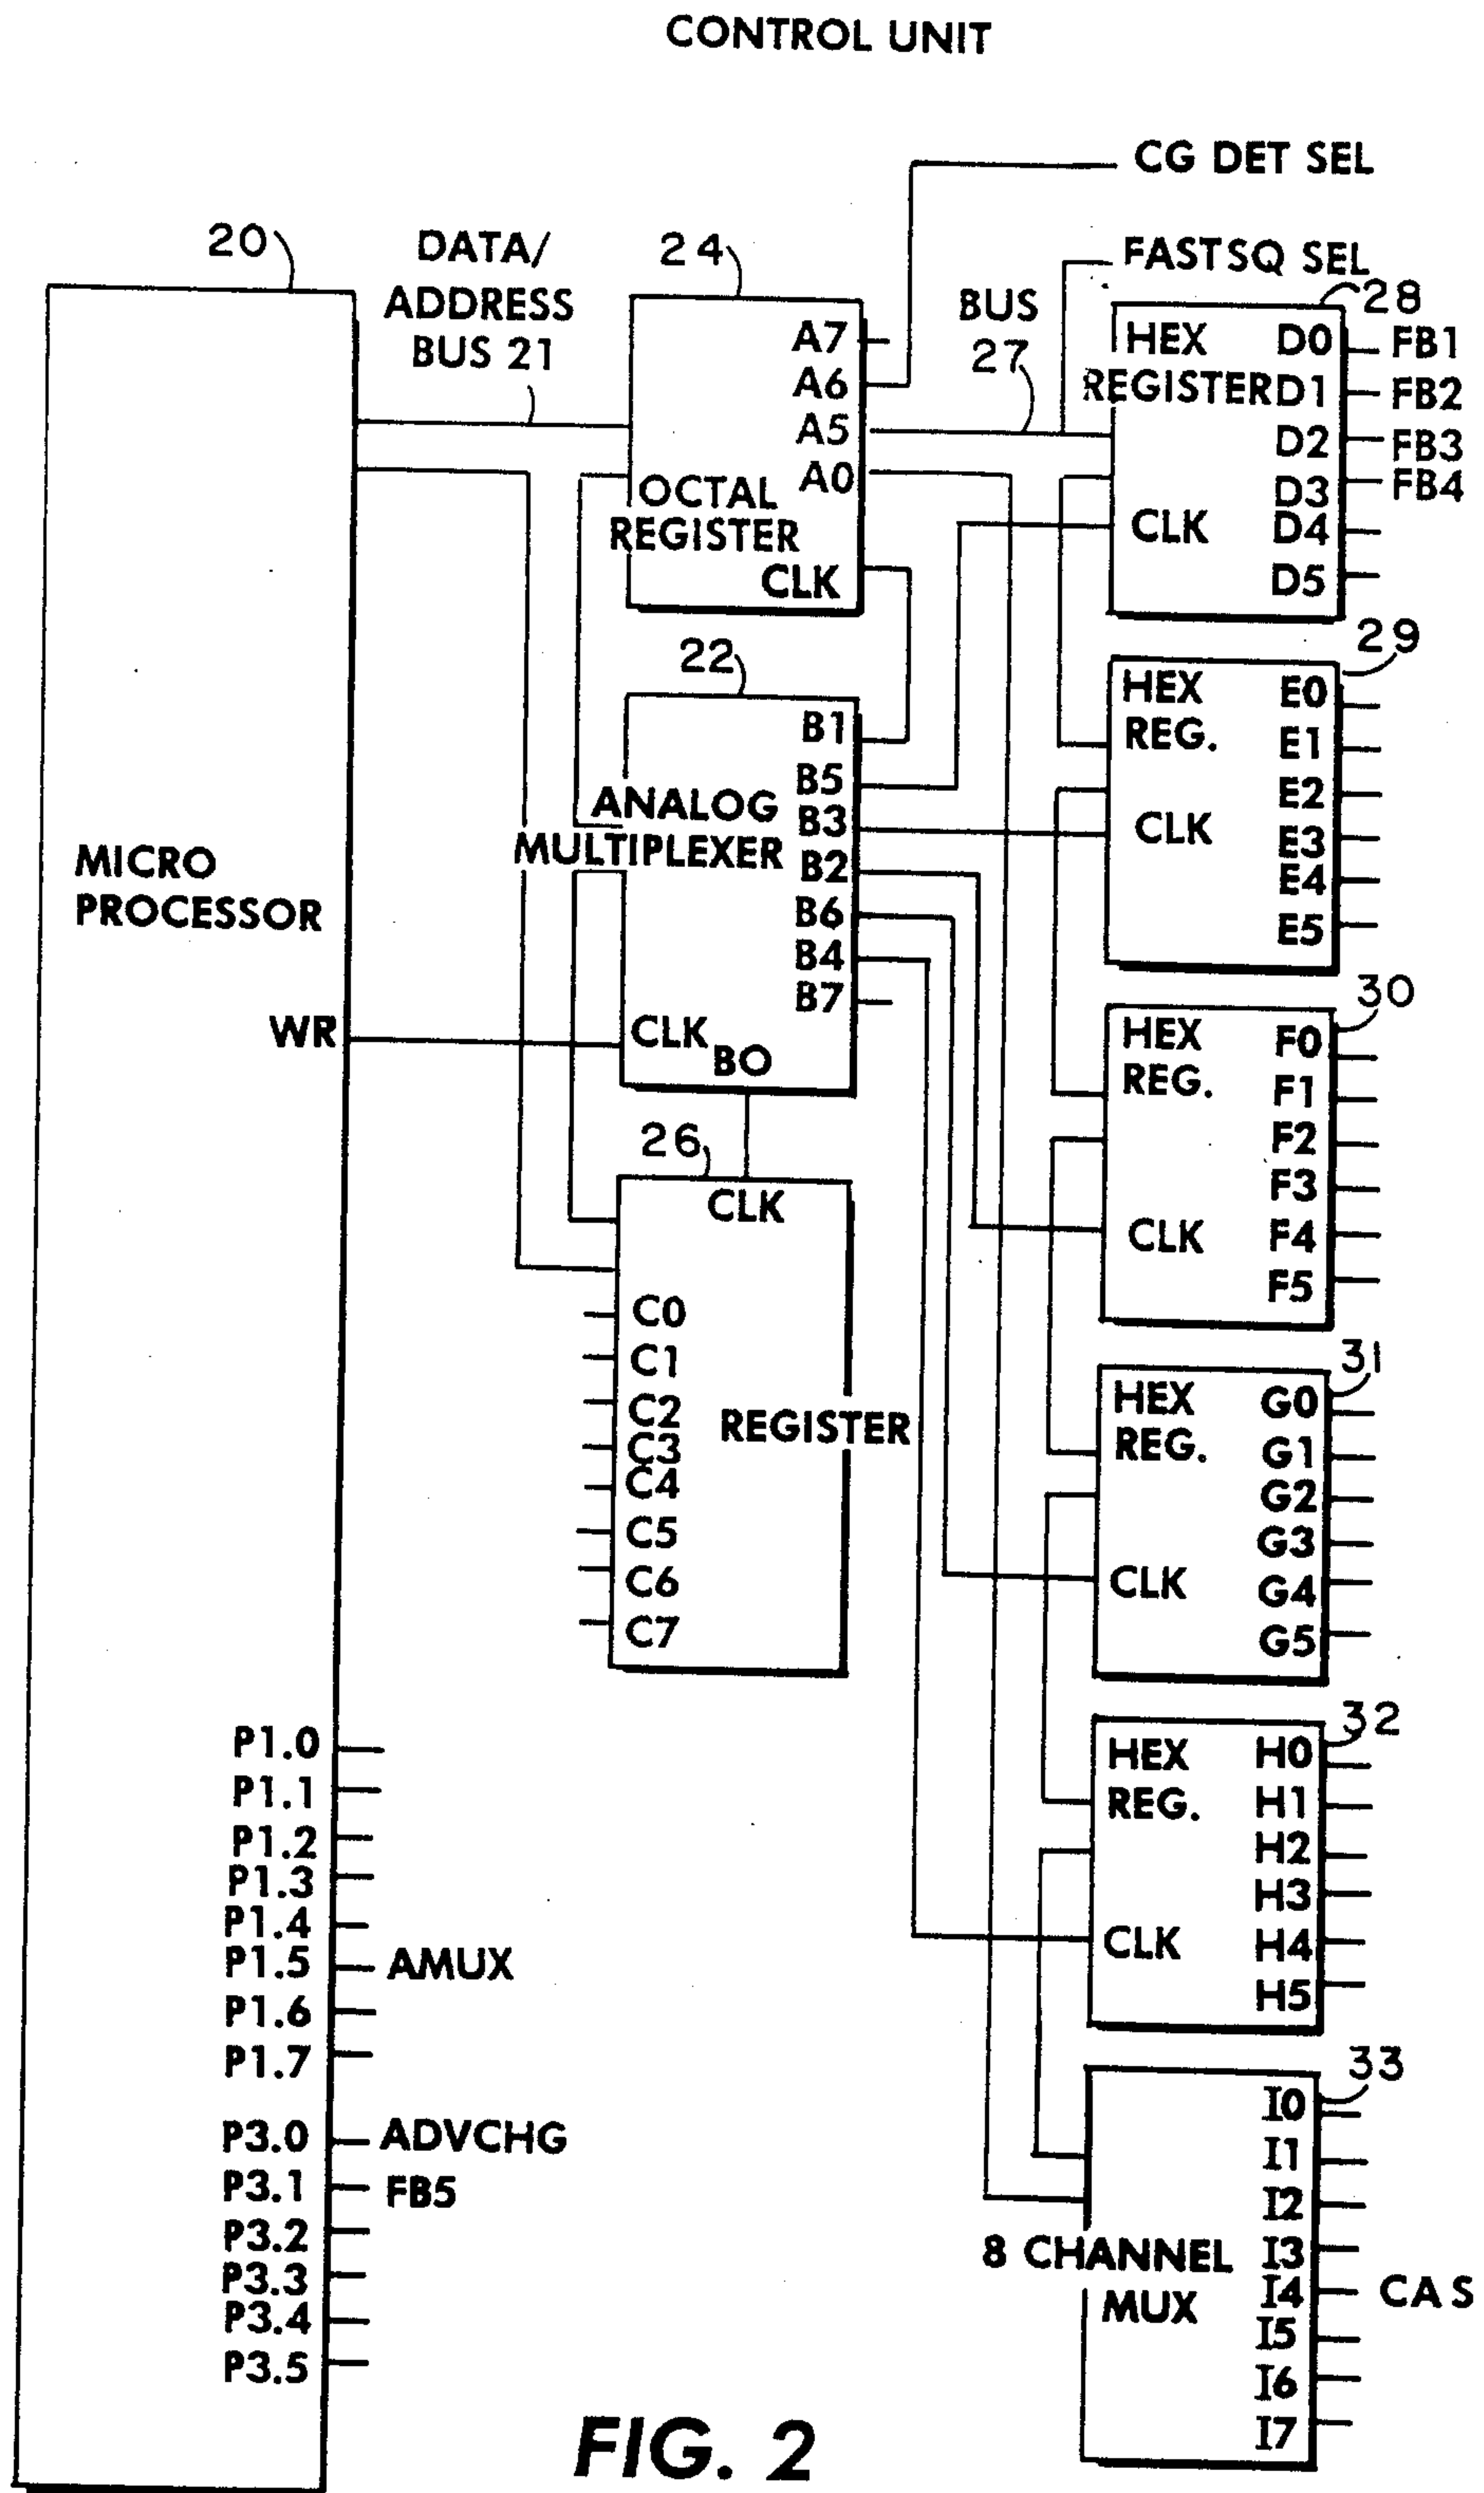 CONTROL UNIT
CG DET SEL
FASTSQ SEL
20
DATA/
ADDRESS
BUS 21
MICRO
PROCESSOR
WR
P1.0
P1.1
P1.2
P1.3
P1.4
P1.5 AMUX
P1.6
P1.7
P3.0 ADVCHG
P3.1 FB5
P3.2
P3.3
P3.4
P3.5
24
A7
A6
A5
A0
OCTAL
REGISTER
CLK
BUS
27
22
B1
B5
ANALOG
B3
MULTIPLEXER
B2
B6
B4
B7
CLK
BO
26
CLK
C0
C1
C2
REGISTER
C3
C4
C5
C6
C7
28
HEX D0 FB1
REGISTER D1 FB2
D2 FB3
D3 FB4
CLK D4
D5
29
HEX E0
REG. E1
E2
CLK E3
E4
E5
30
HEX F0
REG. F1
F2
F3
CLK F4
F5
31
HEX G0
REG. G1
G2
G3
CLK G4
G5
32
HEX H0
REG. H1
H2
H3
CLK H4
H5
33
I0
I1
I2
8 CHANNEL I3
MUX I4 CAS
I5
I6
I7
FIG. 2